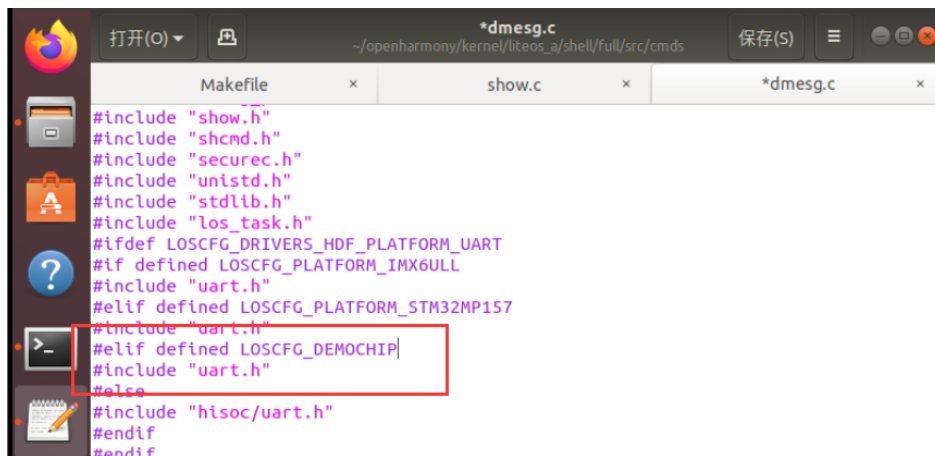 打开(O)
*dmesg.c
~/openharmony/kernel/liteos_a/shell/full/src/cmds
保存(S)
Makefile × show.c × *dmesg.c ×
#include "show.h"
#include "shcmd.h"
#include "securec.h"
#include "unistd.h"
#include "stdlib.h"
#include "los_task.h"
#ifdef LOSCFG_DRIVERS_HDF_PLATFORM_UART
#if defined LOSCFG_PLATFORM_IMX6ULL
#include "uart.h"
#elif defined LOSCFG_PLATFORM_STM32MP157
#include "uart.h"
#elif defined LOSCFG_DEMOCHIP
#include "uart.h"
#else
#include "hisoc/uart.h"
#endif
#endif